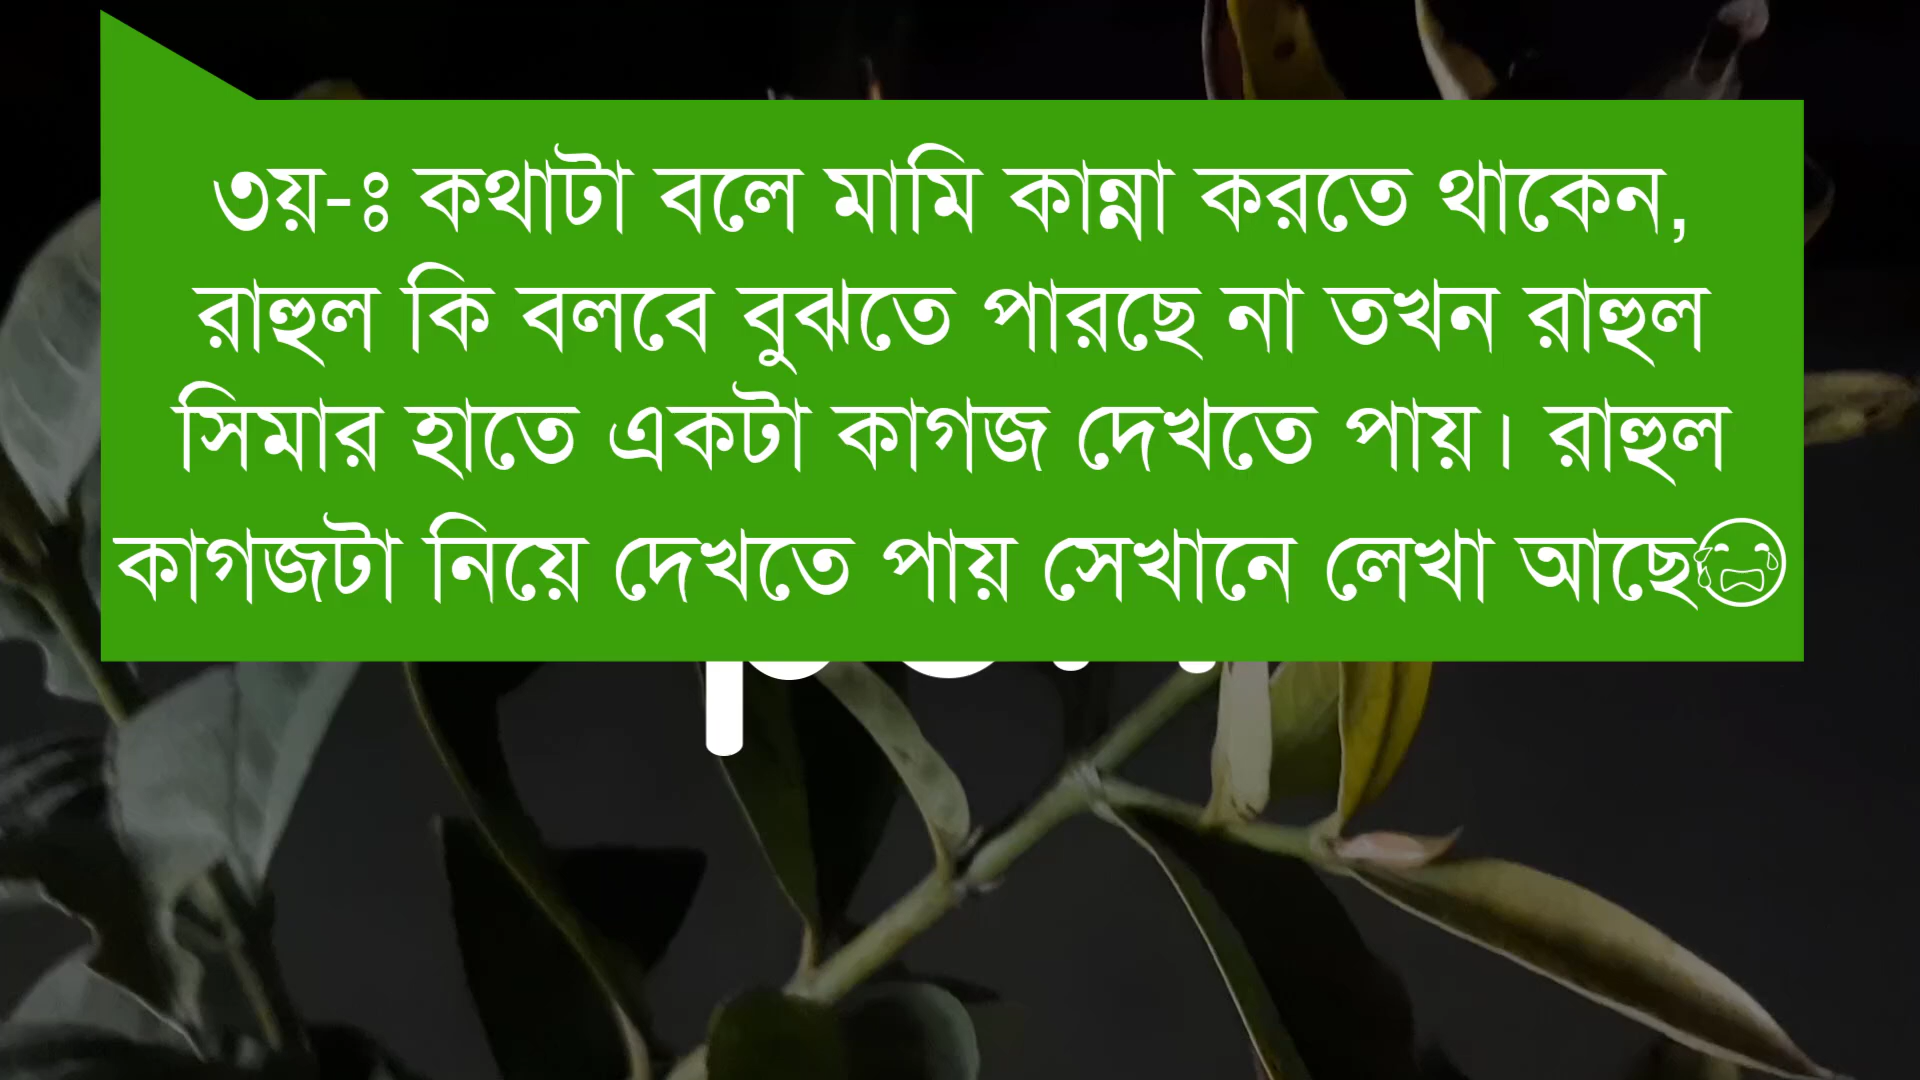 ৩য়-ঃ কথাটা বলে মামি কান্না করতে থাকেন,
রাহুল কি বলবে বুঝতে পারছে না তখন রাহুল
সিমার হাতে একটা কাগজ দেখতে পায়। রাহুল
কাগজটা নিয়ে দেখতে পায় সেখানে লেখা আছে😭